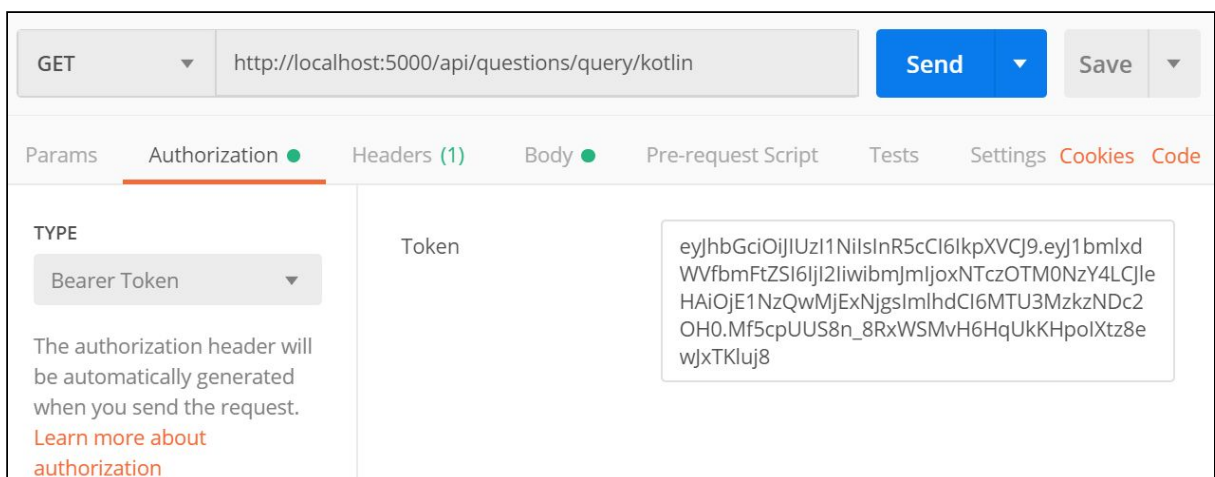 GET http://localhost:5000/api/questions/query/kotlin Send Save
Params Authorization Headers (1) Body Pre-request Script Tests Settings Cookies Code
TYPE
Bearer Token
The authorization header will
be automatically generated
when you send the request.
Learn more about
authorization
Token
eyJhbGciOiJIUzI1NiIsInR5cCI6IkpXVCJ9.eyJ1bmlxd
WVfbmFtZSI6IjI2IiwibmJmIjoxNTczOTM0NzY4LCJle
HAiOjE1NzQwMjExNjgsImlhdCI6MTU3MzkzNDc2
OH0.Mf5cpUUS8n_8RxWSMvH6HqUkKHpoIXtz8e
wJxTKluj8